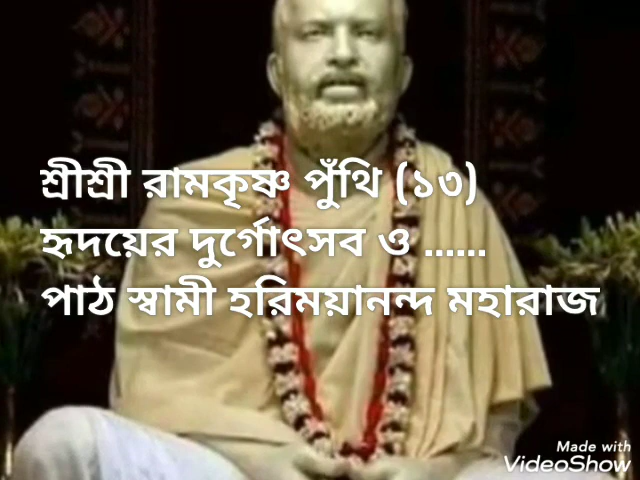 শ্রীশ্রী রামকৃষ্ণ পুঁথি (১৩)
হৃদয়ের দুর্গোৎসব ও ......
পাঠ স্বামী হরিময়ানন্দ মহারাজ
Made with
VideoShow